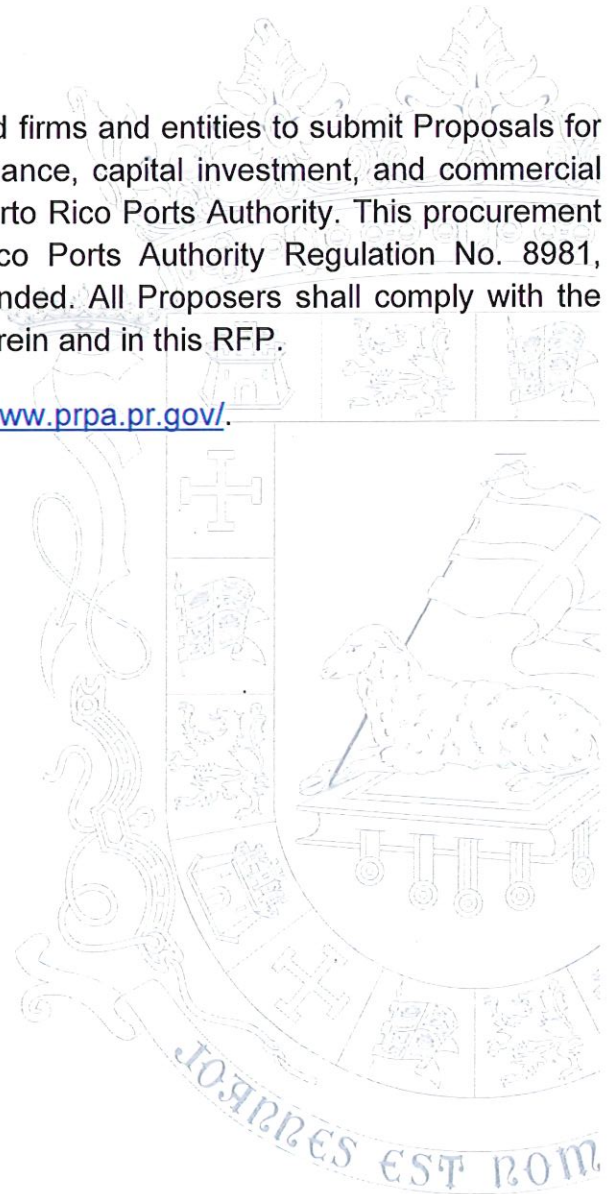 d firms and entities to submit Proposals for
ance, capital investment, and commercial
rto Rico Ports Authority. This procurement
co Ports Authority Regulation No. 8981,
nded. All Proposers shall comply with the
rein and in this RFP.
ww.prpa.pr.gov/.
JOANNES EST NOM